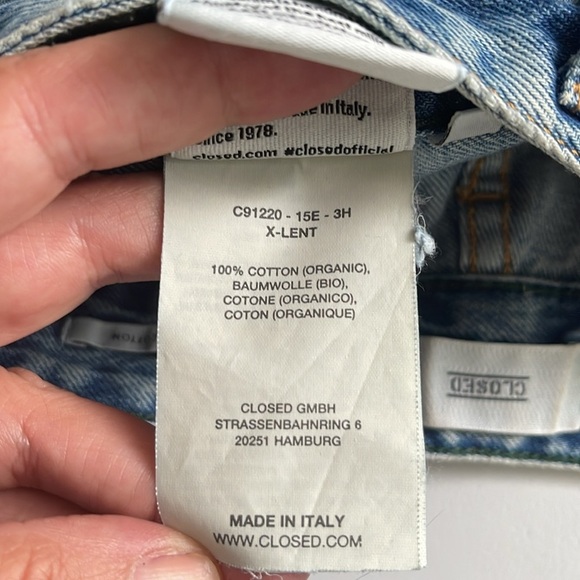 in Italy.
since 1978.
closed.com #closedofficial
C91220 - 15E - 3H
X-LENT
100% COTTON (ORGANIC),
BAUMWOLLE (BIO),
COTONE (ORGANICO),
COTON (ORGANIQUE)
CLOSED GMBH
STRASSENBAHNRING 6
20251 HAMBURG
MADE IN ITALY
WWW.CLOSED.COM
CLOSED